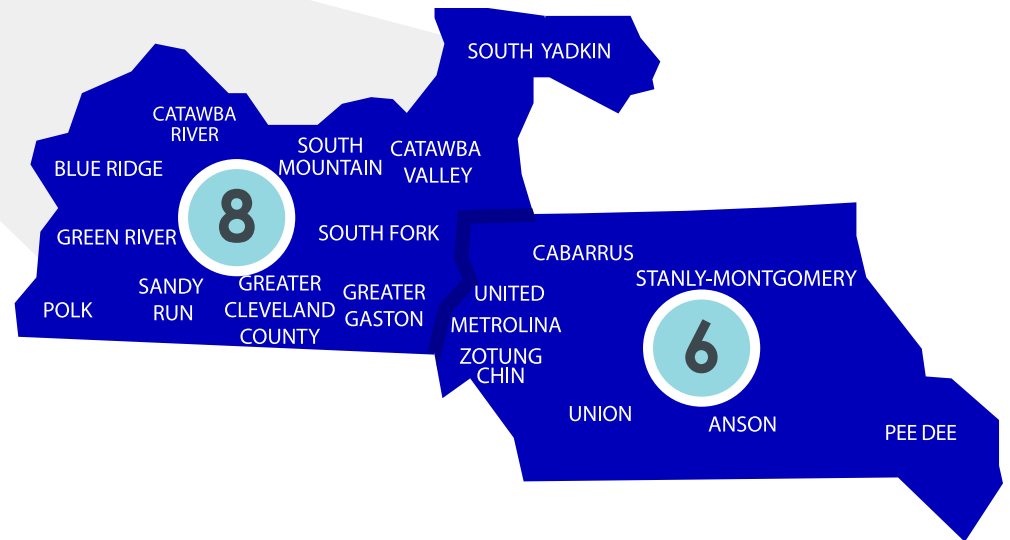 SOUTH YADKIN
CATAWBA
RIVER
SOUTH
MOUNTAIN
CATAWBA
VALLEY
BLUE RIDGE
8
GREEN RIVER
SOUTH FORK
SANDY
RUN
GREATER
CLEVELAND
COUNTY
GREATER
GASTON
POLK
CABARRUS
STANLY-MONTGOMERY
UNITED
METROLINA
ZOTUNG
CHIN
6
UNION
ANSON
PEE DEE